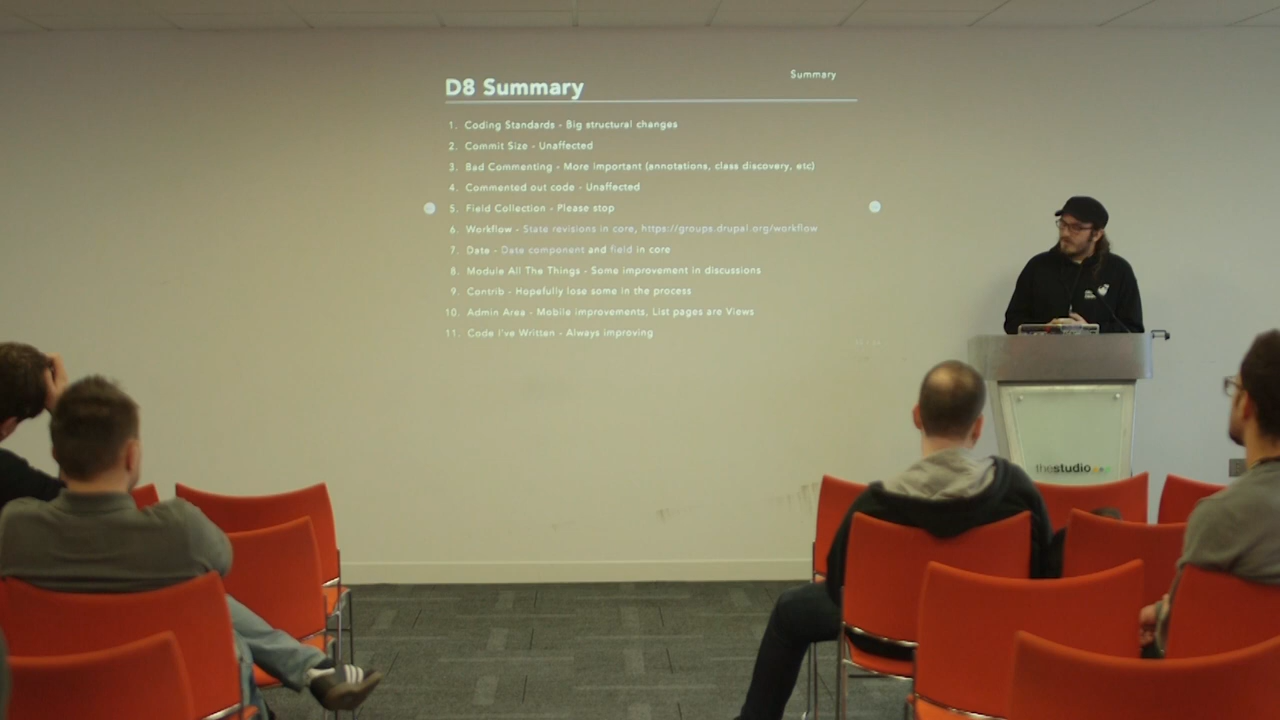 Summary
D8 Summary
1. Coding Standards - Big structural changes
2. Commit Size - Unaffected
3. Bad Commenting - More Important (annotations, class discovery, etc)
4. Commented out code - Unaffected
5. Field Collection - Please stop
6. Workflow - State revisions in core, https://groups.drupal.org/workflow
7. Date - Date component and field in core
8. Module All The Things - Some improvement in discussions
9. Contrib - Hopefully lose some in the process
10. Admin Area - Mobile improvements, List pages are Views
11. Code I've Written - Always improving
thestudio